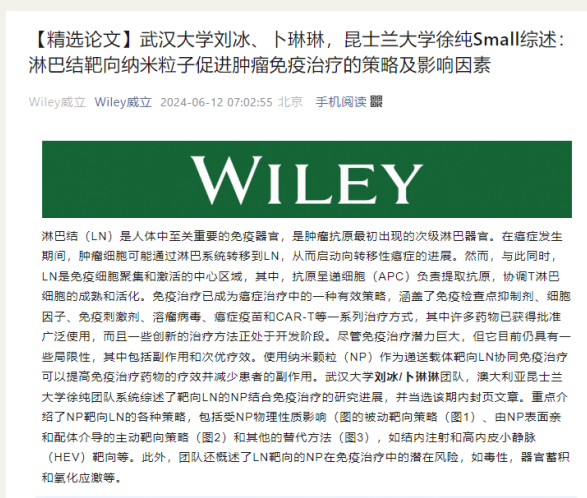 【精选论文】武汉大学刘冰、卜琳琳，昆士兰大学徐纯Small综述：
淋巴结靶向纳米粒子促进肿瘤免疫治疗的策略及影响因素
Wiley威立 Wiley威立 2024-06-12 07:02:55 北京 手机阅读
WILEY
淋巴结（LN）是人体中至关重要的免疫器官，是肿瘤抗原最初出现的次级淋巴器官。在癌症发生
期间，肿瘤细胞可能通过淋巴系统转移到LN，从而启动向转移性癌症的进展。然而，与此同时，
LN是免疫细胞聚集和激活的中心区域，其中，抗原呈递细胞（APC）负责提取抗原，协调T淋巴
细胞的成熟和活化。免疫治疗已成为癌症治疗中的一种有效策略，涵盖了免疫检查点抑制剂、细胞
因子、免疫刺激剂、溶瘤病毒、癌症疫苗和CAR-T等一系列治疗方式，其中许多药物已获得批准
广泛使用，而且一些创新的治疗方法正处于开发阶段。尽管免疫治疗潜力巨大，但它目前仍具有一
些局限性，其中包括副作用和次优疗效。使用纳米颗粒（NP）作为递送载体靶向LN协同免疫治疗
可以提高免疫治疗药物的疗效并减少患者的副作用。武汉大学刘冰/卜琳琳团队，澳大利亚昆士兰
大学徐纯团队系统综述了靶向LN的NP结合免疫治疗的研究进展，并当选该期内封页文章。重点介
绍了NP靶向LN的各种策略，包括受NP物理性质影响（图的被动靶向策略（图1）、由NP表面亲
和配体介导的主动靶向策略（图2）和其他的替代方法（图3），如结内注射和高内皮小静脉
（HEV）靶向等。此外，团队还概述了LN靶向的NP在免疫治疗中的潜在风险，如毒性，器官蓄积
和氧化应激等。